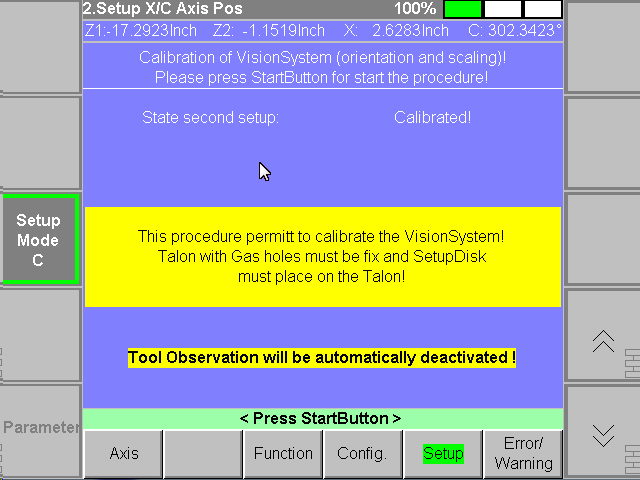 2.Setup X/C Axis Pos 100%
Z1:-17.2923Inch Z2: -1.1519Inch X: 2.6283Inch C: 302.3423°
Calibration of VisionSystem (orientation and scaling)!
Please press StartButton for start the procedure!
State second setup: Calibrated!
Setup
Mode
C
This procedure permitt to calibrate the VisionSystem!
Talon with Gas holes must be fix and SetupDisk
must place on the Talon!
Tool Observation will be automatically deactivated !
Parameter
< Press StartButton >
Axis
Function
Config.
Setup
Error/
Warning